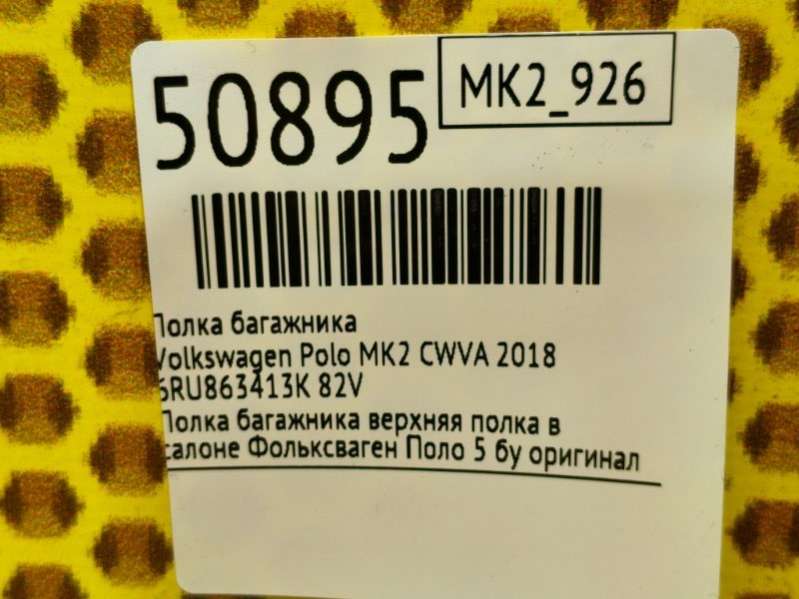 50895
MK2_926
Полка багажника
Volkswagen Polo MK2 CWVA 2018
6RU863413K 82V
Полка багажника верхняя полка в
салоне Фольксваген Поло 5 бу оригинал